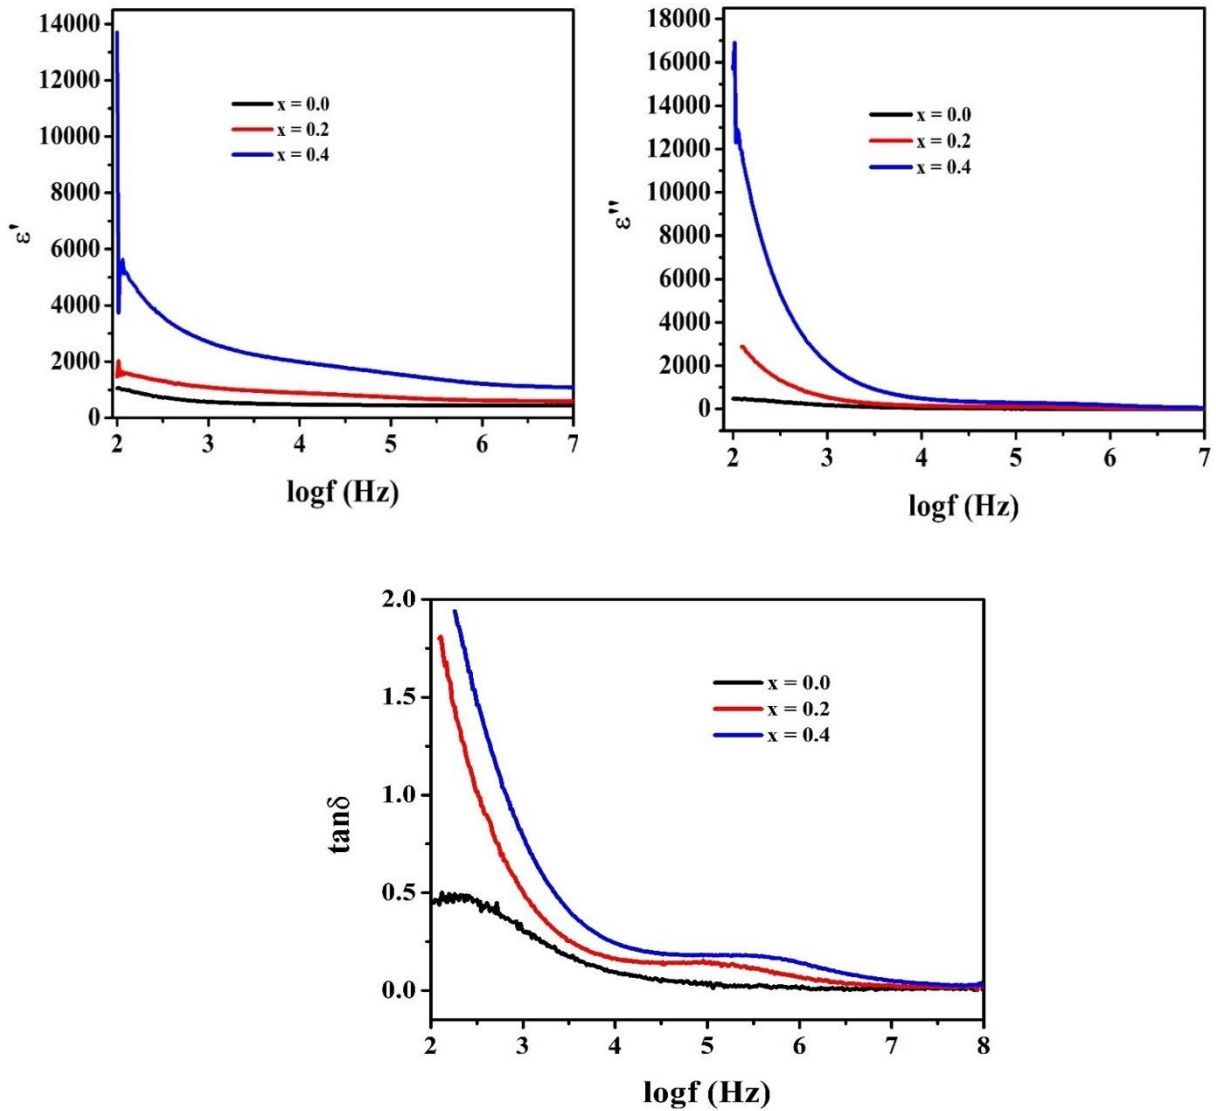 14000
12000
10000
8000
6000
4000
2000
0
ε'
x = 0.0
x = 0.2
x = 0.4
2 3 4 5 6 7
logf (Hz)
18000
16000
14000
12000
10000
8000
6000
4000
2000
0
ε''
x = 0.0
x = 0.2
x = 0.4
2 3 4 5 6 7
logf (Hz)
2.0
1.5
1.0
0.5
0.0
tanδ
x = 0.0
x = 0.2
x = 0.4
2 3 4 5 6 7 8
logf (Hz)